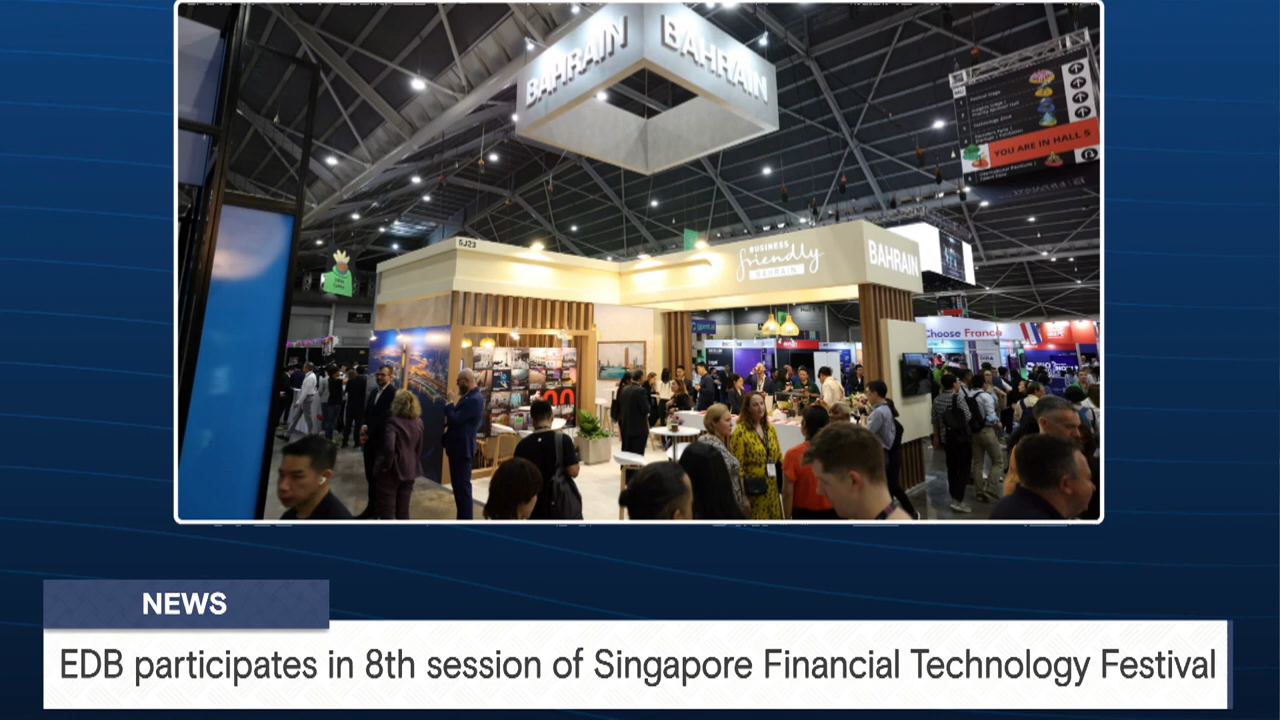 BAHRAIN
BAHRAIN
YOU ARE IN HALL 5
5J23
BUSINESS
friendly
BAHRAIN
BAHRAIN
Choose France
NEWS
EDB participates in 8th session of Singapore Financial Technology Festival